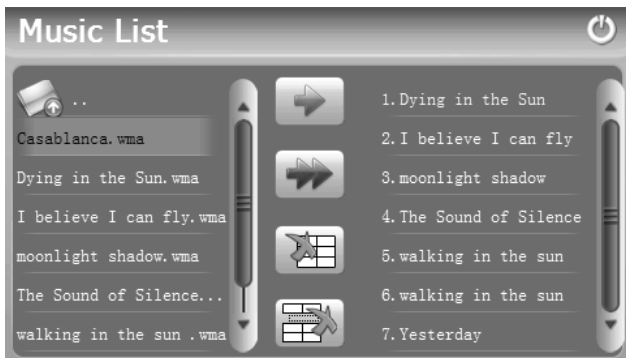 Music List
..
Casablanca.wma
Dying in the Sun.wma
I believe I can fly.wma
moonlight shadow.wma
The Sound of Silence...
walking in the sun .wma
1.Dying in the Sun
2.I believe I can fly
3.moonlight shadow
4.The Sound of Silence
5.walking in the sun
6.walking in the sun
7.Yesterday